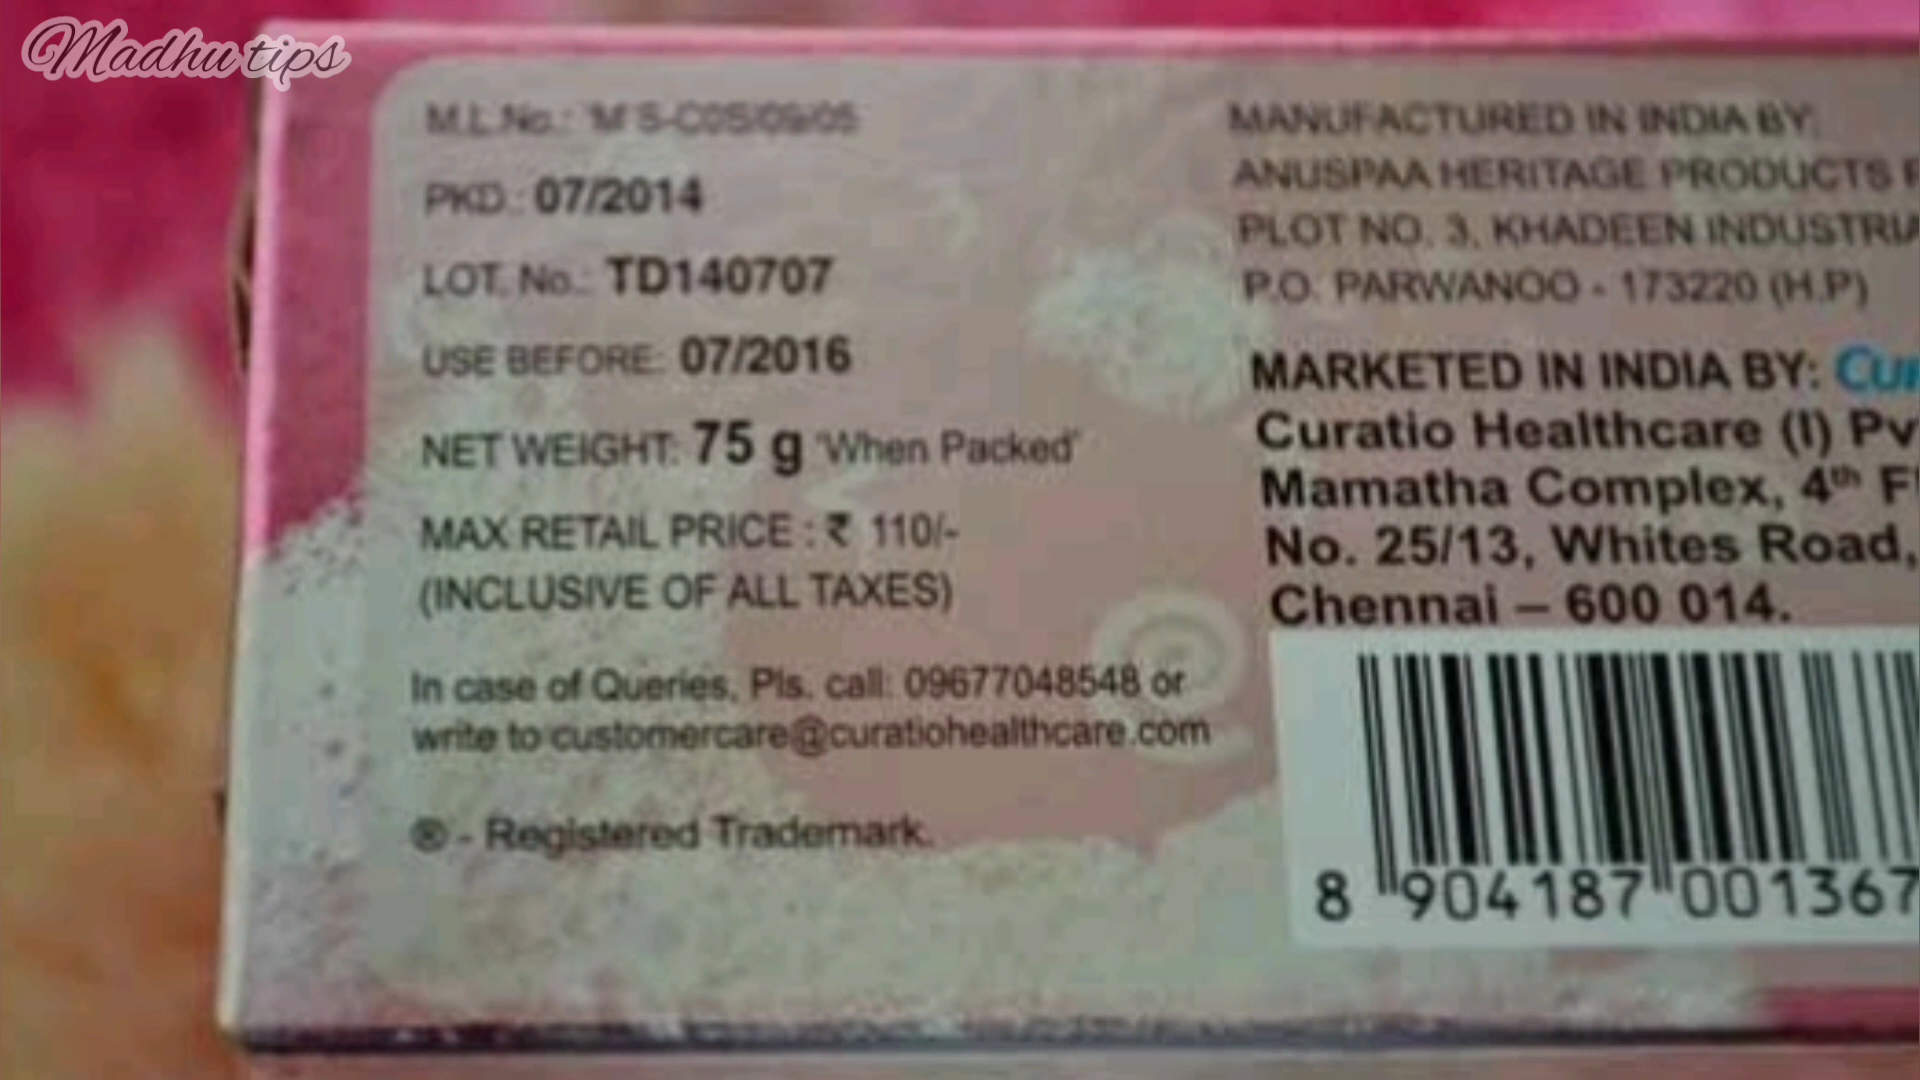 Madhu tips
M.L.No.: 'M S-COS/09/05
PKD.: 07/2014
LOT. No.: TD140707
USE BEFORE: 07/2016
NET WEIGHT: 75 g 'When Packed'
MAX RETAIL PRICE : ₹ 110/-
(INCLUSIVE OF ALL TAXES)
In case of Queries, Pls. call: 09677048548 or
write to customercare@curatiohealthcare.com
® - Registered Trademark.
MANUFACTURED IN INDIA BY:
ANUSPAA HERITAGE PRODUCTS
PLOT NO. 3, KHADEEN INDUSTRIA
P.O. PARWANOO - 173220 (H.P)
MARKETED IN INDIA BY: Cur
Curatio Healthcare (I) Pv
Mamatha Complex, 4th Fl
No. 25/13, Whites Road,
Chennai – 600 014.
8 904187 001367